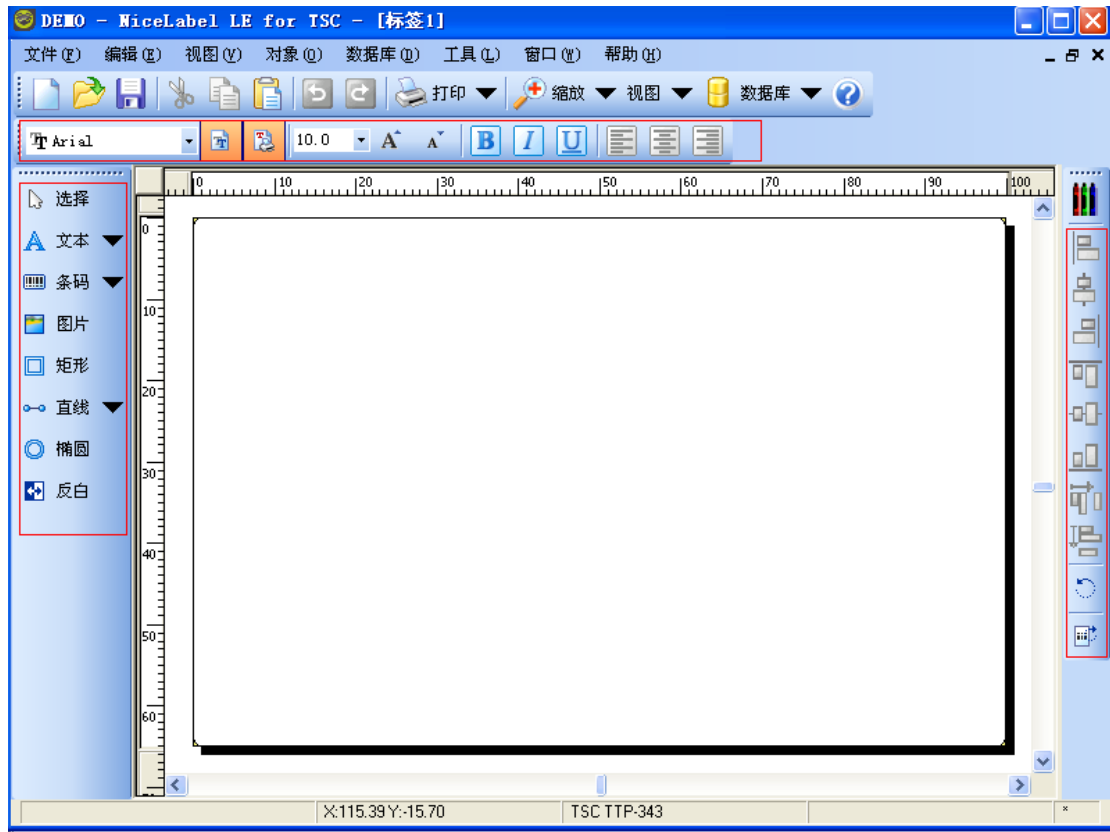 DEMO - NiceLabel LE for TSC - [标签1]
文件(F) 编辑(E) 视图(V) 对象(O) 数据库(D) 工具(L) 窗口(W) 帮助(H)
打印 缩放 视图 数据库
Arial 10.0 A A B I U
选择
文本
条码
图片
矩形
直线
椭圆
反白
0 10 20 30 40 50 60 70 80 90 100
0
10
20
30
40
50
60
X:115.39 Y:-15.70 TSC TTP-343 *